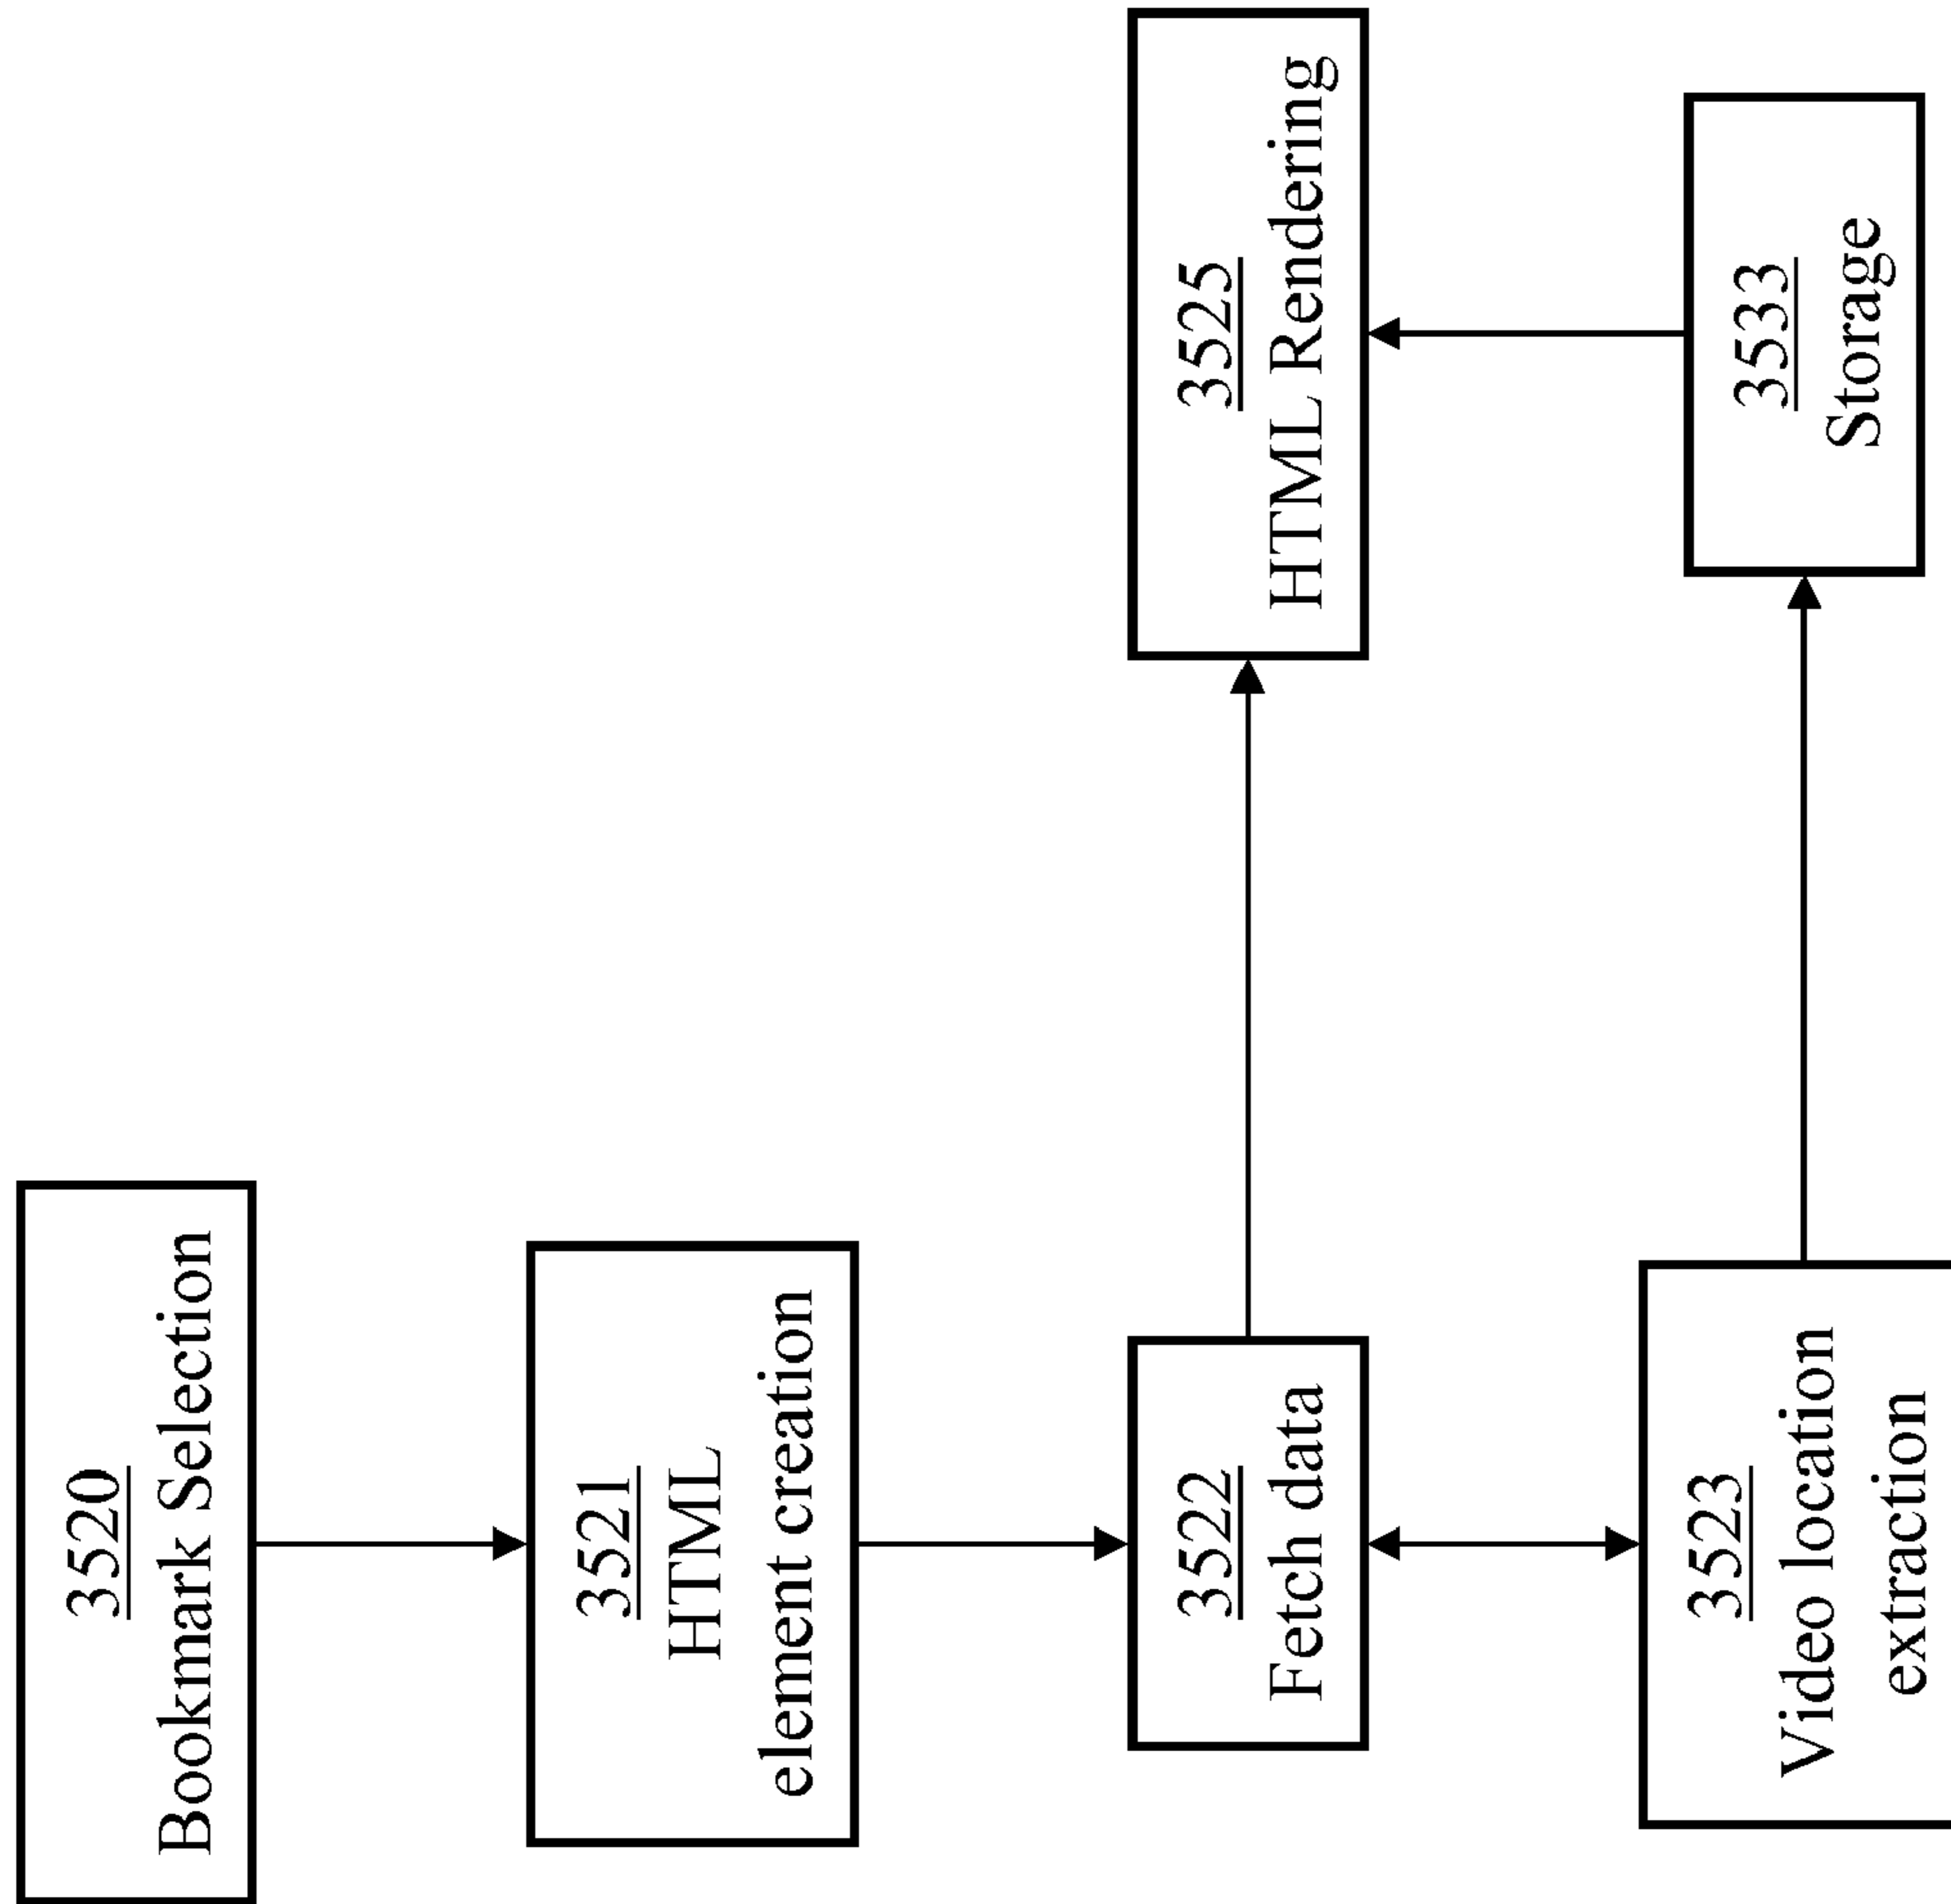 3520
Bookmark Selection
3521
HTML
element creation
3522
Fetch data
3523
Video location
extraction
3525
HTML Rendering
3533
Storage